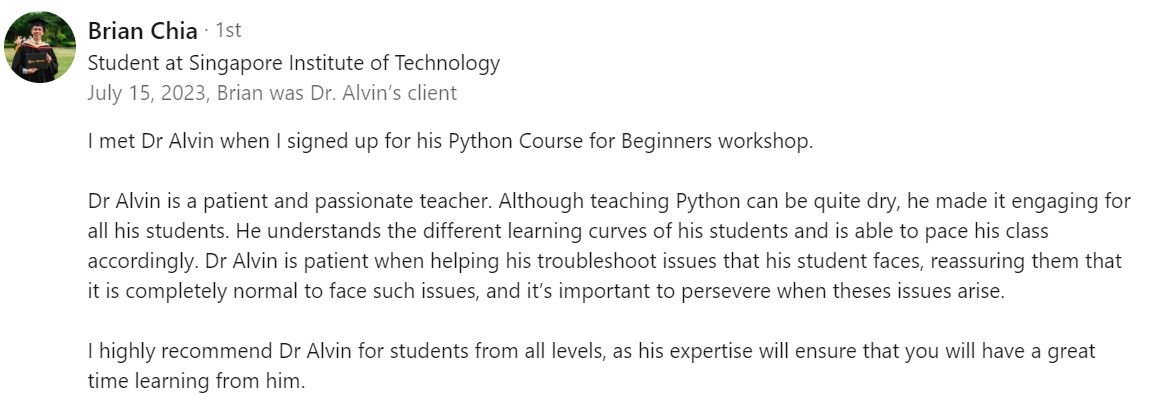 Brian Chia · 1st
Student at Singapore Institute of Technology
July 15, 2023, Brian was Dr. Alvin’s client
I met Dr Alvin when I signed up for his Python Course for Beginners workshop.
Dr Alvin is a patient and passionate teacher. Although teaching Python can be quite dry, he made it engaging for
all his students. He understands the different learning curves of his students and is able to pace his class
accordingly. Dr Alvin is patient when helping his troubleshoot issues that his student faces, reassuring them that
it is completely normal to face such issues, and it’s important to persevere when theses issues arise.
I highly recommend Dr Alvin for students from all levels, as his expertise will ensure that you will have a great
time learning from him.